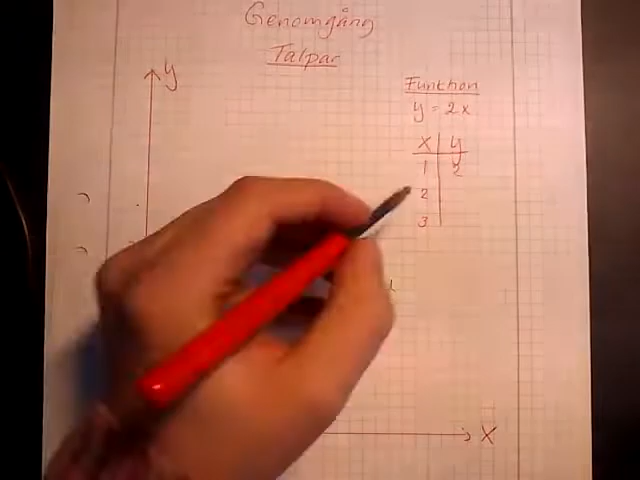 Genomgång
Talpar
y
Funktion
y = 2x
x y
1 2
2
3
x